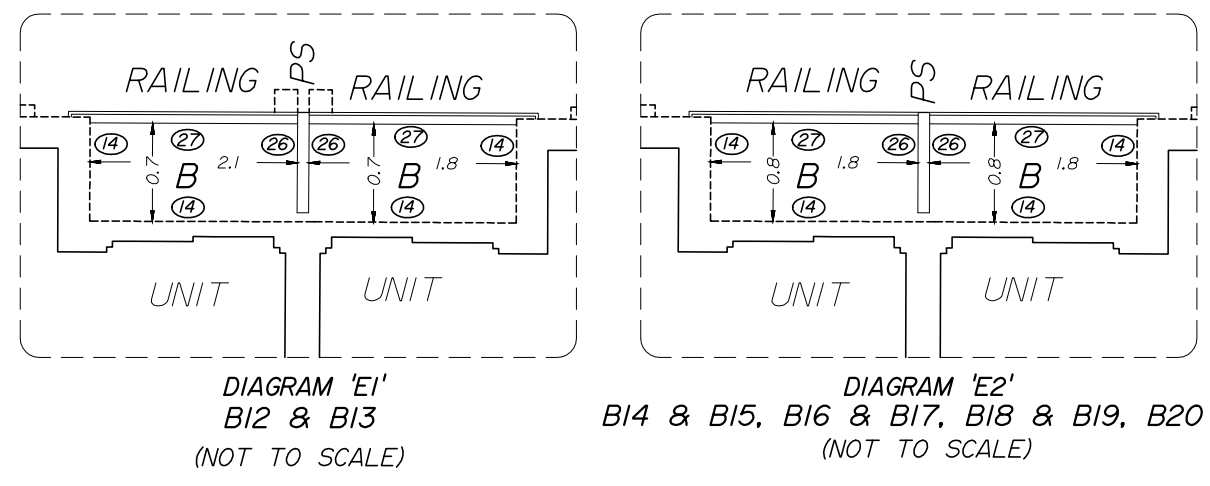 RAILING PS RAILING
14 27 26 26 27 14
0.7 B 2.1 0.7 B 1.8
14 14
UNIT UNIT
DIAGRAM 'E1'
B12 & B13
(NOT TO SCALE)
RAILING PS RAILING
14 27 26 26 27 14
0.8 B 1.8 0.8 B 1.8
14 14
UNIT UNIT
DIAGRAM 'E2'
B14 & B15, B16 & B17, B18 & B19, B20
(NOT TO SCALE)